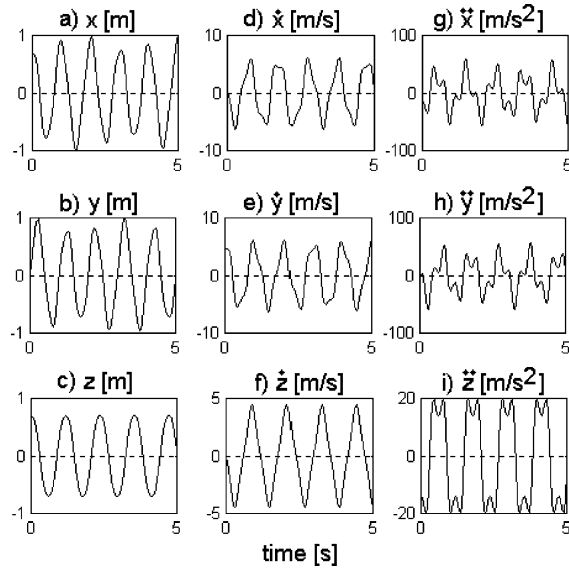 a) x [m] d) ẋ [m/s] g) ẍ [m/s²]
1 10 100
0 0 0
-1 -10 -100
0 5 0 5 0 5
b) y [m] e) ẏ [m/s] h) ÿ [m/s²]
1 10 100
0 0 0
-1 -10 -100
0 5 0 5 0 5
c) z [m] f) ż [m/s] i) z̈ [m/s²]
1 5 20
0 0 0
-1 -5 -20
0 5 0 5 0 5
time [s]